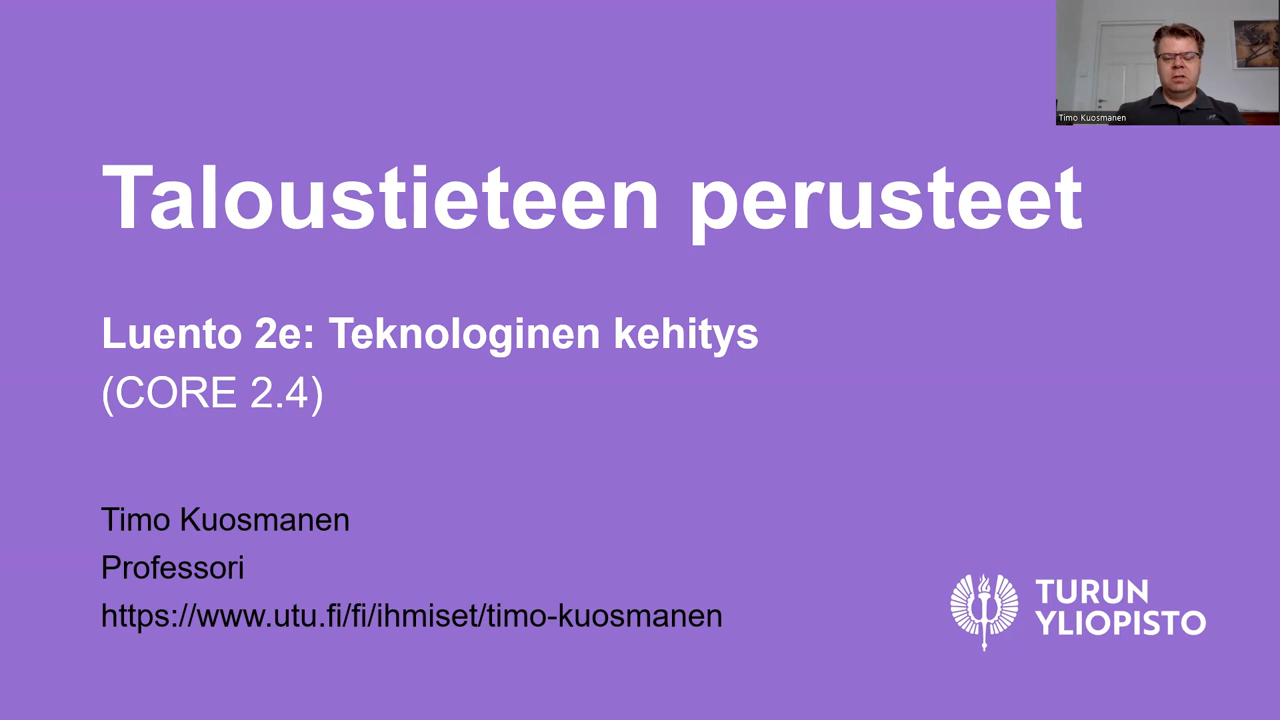 Timo Kuosmanen
Taloustieteen perusteet
Luento 2e: Teknologinen kehitys
(CORE 2.4)
Timo Kuosmanen
Professori
https://www.utu.fi/fi/ihmiset/timo-kuosmanen
TURUN
YLIOPISTO